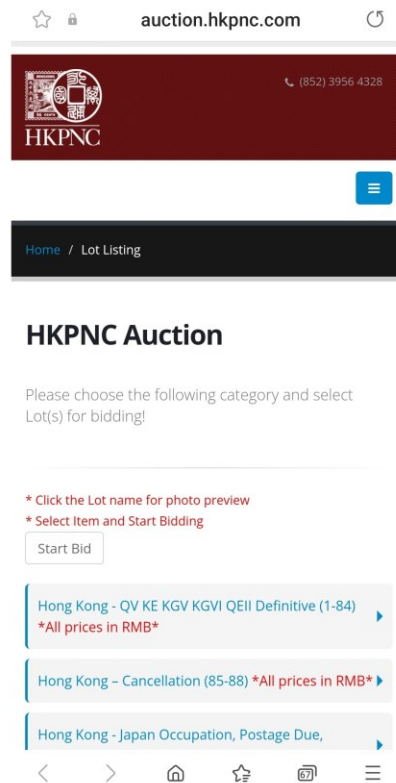 auction.hkpnc.com
(852) 3956 4328
HKPNC
Home / Lot Listing
HKPNC Auction
Please choose the following category and select
Lot(s) for bidding!
* Click the Lot name for photo preview
* Select Item and Start Bidding
Start Bid
Hong Kong - QV KE KGV KGVI QEII Definitive (1-84)
*All prices in RMB*
Hong Kong – Cancellation (85-88) *All prices in RMB*
Hong Kong - Japan Occupation, Postage Due,
67